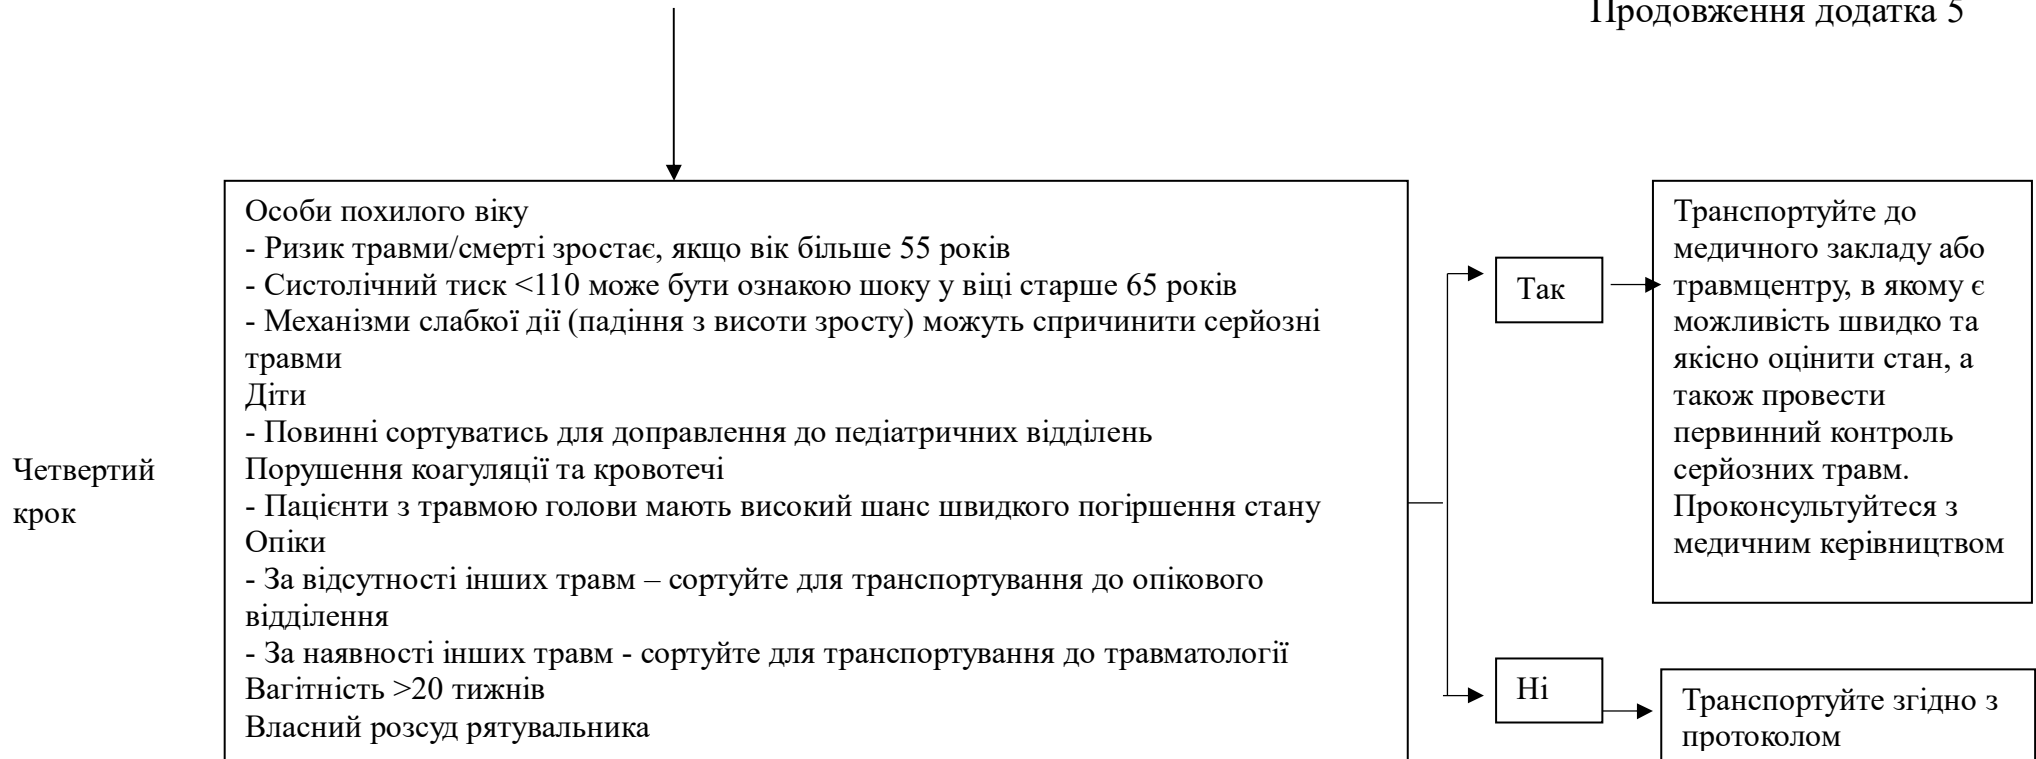 Продовження додатка 5
Четвертий
крок
Особи похилого віку
- Ризик травми/смерті зростає, якщо вік більше 55 років
- Систолічний тиск <110 може бути ознакою шоку у віці старше 65 років
- Механізми слабкої дії (падіння з висоти зросту) можуть спричинити серйозні
травми
Діти
- Повинні сортуватись для доправлення до педіатричних відділень
Порушення коагуляції та кровотечі
- Пацієнти з травмою голови мають високий шанс швидкого погіршення стану
Опіки
- За відсутності інших травм – сортуйте для транспортування до опікового
відділення
- За наявності інших травм - сортуйте для транспортування до травматології
Вагітність >20 тижнів
Власний розсуд рятувальника
Так
Транспортуйте до
медичного закладу або
травмцентру, в якому є
можливість швидко та
якісно оцінити стан, а
також провести
первинний контроль
серйозних травм.
Проконсультуйтеся з
медичним керівництвом
Ні
Транспортуйте згідно з
протоколом